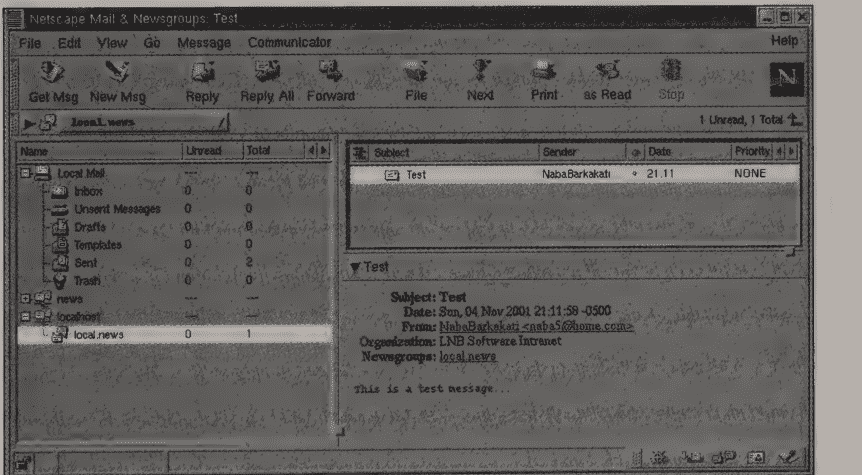 Netscape Mail & Newsgroups: Test
File Edit View Go Message Communicator Help
Get Msg New Msg Reply Reply All Forward File Next Print as Read Stop
N
local.news
1 Unread, 1 Total
Name Unread Total
Local Mail --- ---
Inbox 0 0
Unsent Messages 0 0
Drafts 0 0
Templates 0 0
Sent 0 2
Trash 0 0
news --- ---
localhost --- ---
local.news 0 1
Subject Sender Date Priority
Test NabaBarkakati 21:11 NONE
Test
Subject: Test
Date: Sun, 04 Nov 2001 21:11:58 -0500
From: NabaBarkakati <naba5@home.com>
Organization: LNB Software Intranet
Newsgroups: local.news
This is a test message...